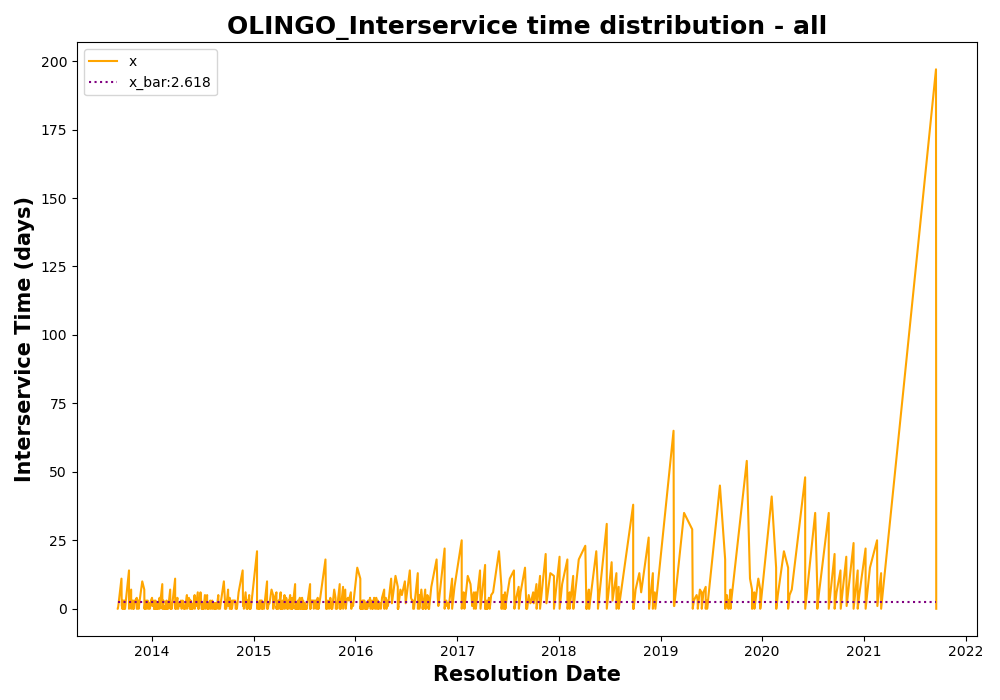 OLINGO_Interservice time distribution - all
x
x_bar:2.618
Interservice Time (days)
200
175
150
125
100
75
50
25
0
2014 2015 2016 2017 2018 2019 2020 2021 2022
Resolution Date